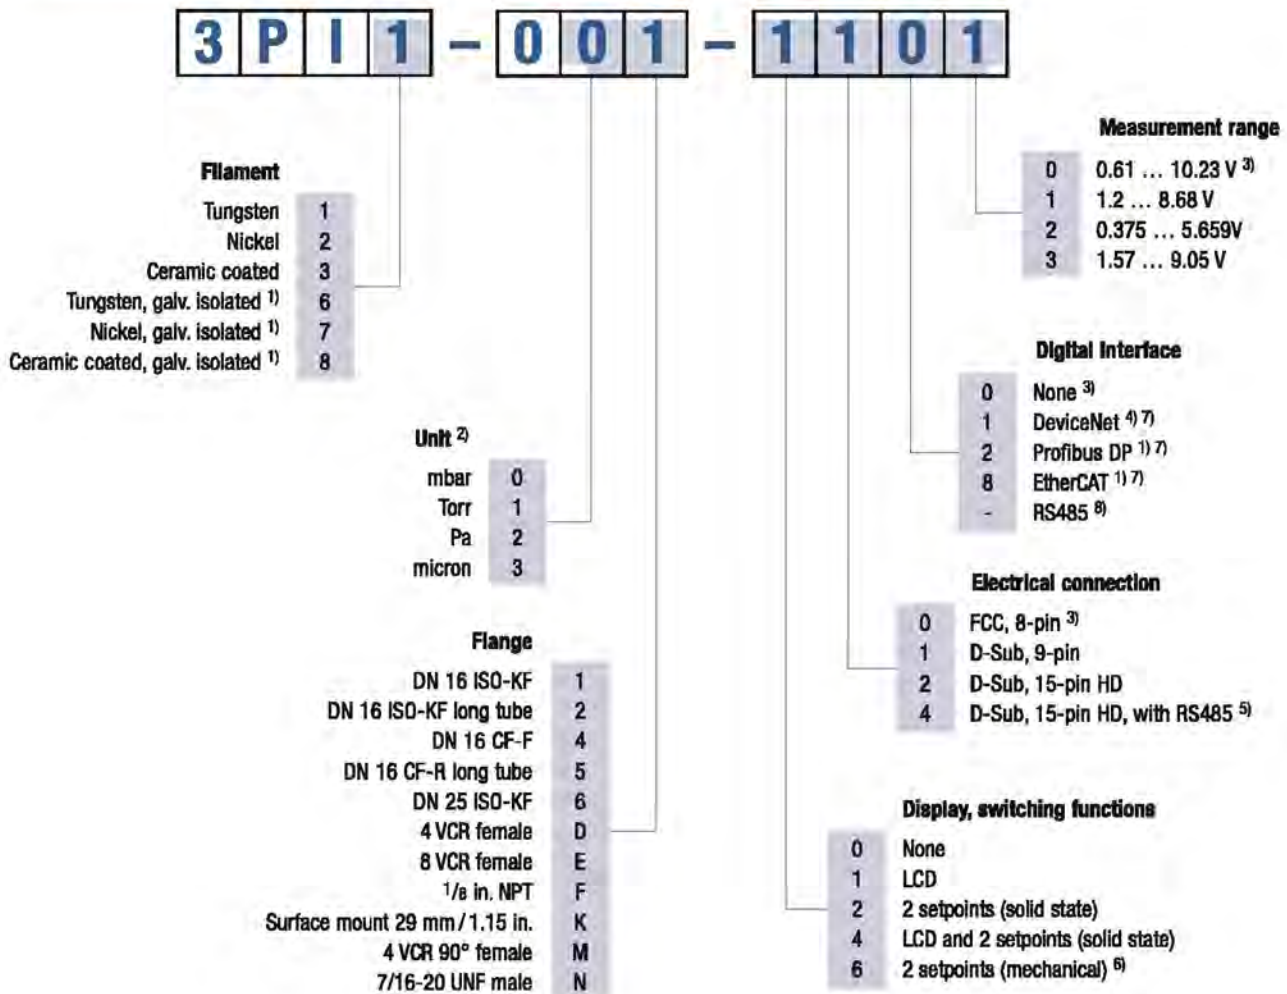 3PI1-001-1101
Filament
Tungsten 1
Nickel 2
Ceramic coated 3
Tungsten, galv. isolated 1) 6
Nickel, galv. isolated 1) 7
Ceramic coated, galv. isolated 1) 8
Unit 2)
mbar 0
Torr 1
Pa 2
micron 3
Flange
DN 16 ISO-KF 1
DN 16 ISO-KF long tube 2
DN 16 CF-F 4
DN 16 CF-R long tube 5
DN 25 ISO-KF 6
4 VCR female D
8 VCR female E
1/8 in. NPT F
Surface mount 29 mm/1.15 in. K
4 VCR 90° female M
7/16-20 UNF male N
Measurement range
0 0.61 ... 10.23 V 3)
1 1.2 ... 8.68 V
2 0.375 ... 5.659V
3 1.57 ... 9.05 V
Digital Interface
0 None 3)
1 DeviceNet 4) 7)
2 Profibus DP 1) 7)
8 EtherCAT 1) 7)
- RS485 8)
Electrical connection
0 FCC, 8-pin 3)
1 D-Sub, 9-pin
2 D-Sub, 15-pin HD
4 D-Sub, 15-pin HD, with RS485 5)
Display, switching functions
0 None
1 LCD
2 2 setpoints (solid state)
4 LCD and 2 setpoints (solid state)
6 2 setpoints (mechanical) 6)